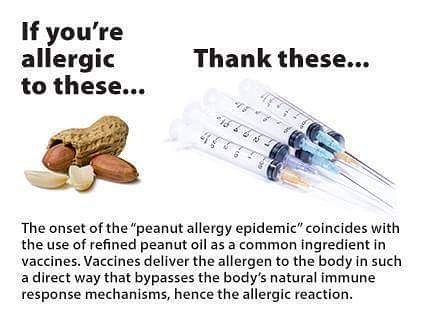 If you're
allergic
to these...
Thank these...
The onset of the “peanut allergy epidemic” coincides with
the use of refined peanut oil as a common ingredient in
vaccines. Vaccines deliver the allergen to the body in such
a direct way that bypasses the body's natural immune
response mechanisms, hence the allergic reaction.